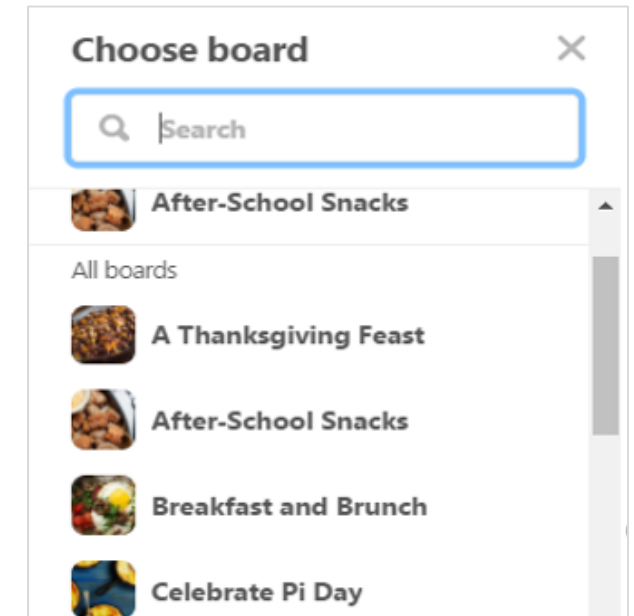 Choose board
Search
After-School Snacks
All boards
A Thanksgiving Feast
After-School Snacks
Breakfast and Brunch
Celebrate Pi Day